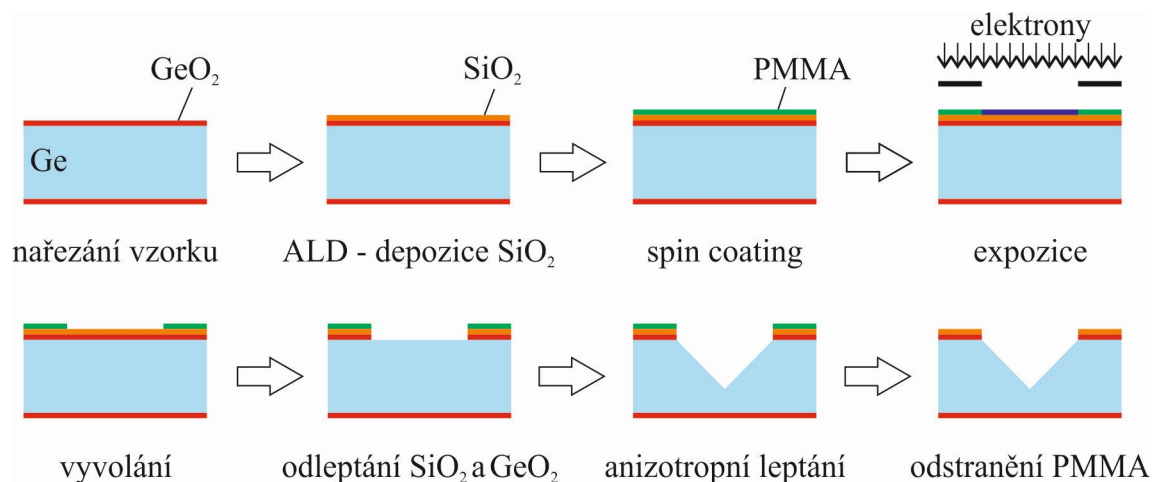 elektrony
GeO₂
SiO₂
PMMA
Ge
nařezání vzorku
ALD - depozice SiO₂
spin coating
expozice
vyvolání
odleptání SiO₂ a GeO₂
anizotropní leptání
odstranění PMMA